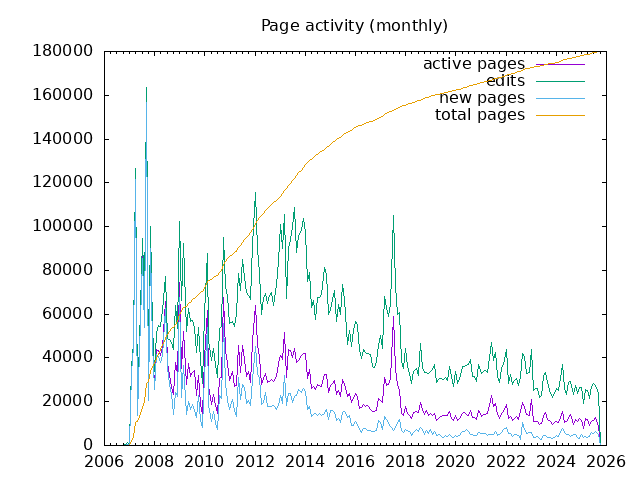 Page activity (monthly)
180000
160000
140000
120000
100000
80000
60000
40000
20000
0
active pages
edits
new pages
total pages
2006 2008 2010 2012 2014 2016 2018 2020 2022 2024 2026